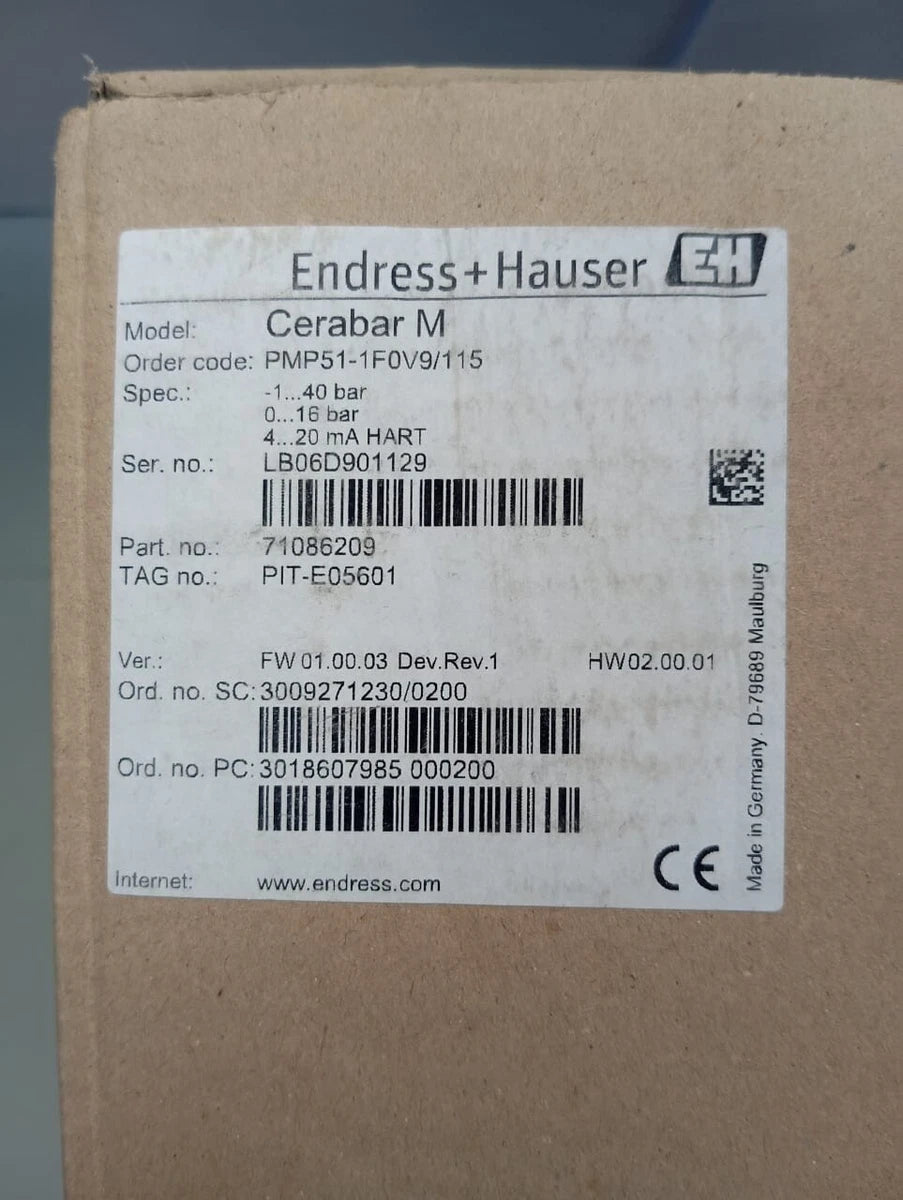 Endress+Hauser EH
Model: Cerabar M
Order code: PMP51-1F0V9/115
Spec.: -1...40 bar
0...16 bar
4...20 mA HART
Ser. no.: LB06D901129
Part. no.: 71086209
TAG no.: PIT-E05601
Ver.: FW 01.00.03 Dev.Rev.1 HW02.00.01
Ord. no. SC: 3009271230/0200
Ord. no. PC: 3018607985 000200
Internet: www.endress.com
CE
Made in Germany. D-79689 Maulburg